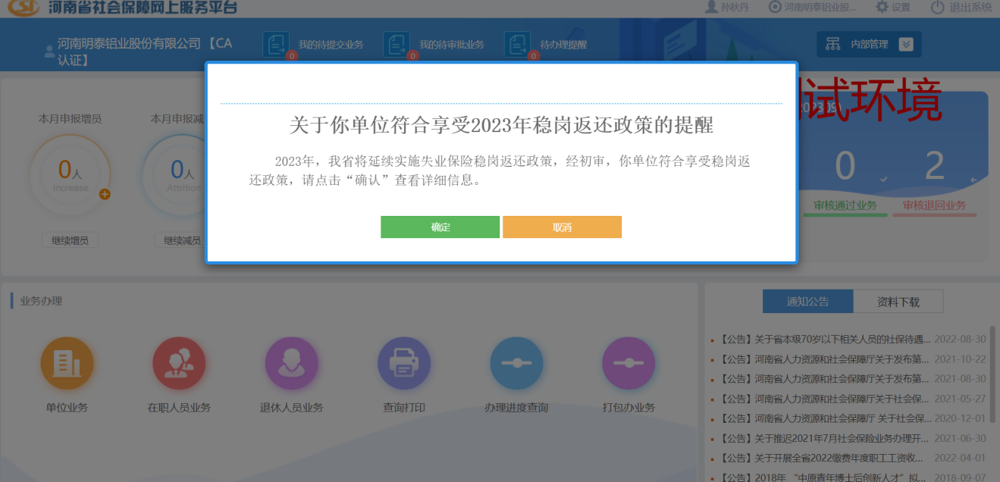 河南省社会保障网上服务平台
孙秋丹
河南明泰铝业股...
设置
退出系统
河南明泰铝业股份有限公司 【CA
认证】
我的待提交业务
0
我的待审批业务
0
待办理提醒
0
内部管理
试环境
本月申报增员
本月申报减
0人
Increase
0人
Attrition
继续增员
继续减员
关于你单位符合享受2023年稳岗返还政策的提醒
2023年，我省将延续实施失业保险稳岗返还政策，经初审，你单位符合享受稳岗返
还政策，请点击“确认”查看详细信息。
确定
取消
0
2
审核通过业务
审核退回业务
业务办理
单位业务
在职人员业务
退休人员业务
查询打印
办理进度查询
打包办业务
通知公告
资料下载
【公告】关于省本级70岁以下相关人员的社保待遇... 2022-08-30
【公告】河南省人力资源和社会保障厅关于发布第... 2021-10-22
【公告】河南省人力资源和社会保障厅关于发布第... 2021-08-30
【公告】河南省人力资源和社会保障厅关于社会保... 2021-05-27
【公告】河南省人力资源和社会保障厅 关于社会保... 2020-12-01
【公告】关于推迟2021年7月社会保险业务办理开... 2021-06-30
【公告】关于开展全省2022缴费年度职工工资收... 2022-04-01
【公告】2018年 “中原青年博士后创新人才”拟... 2018-09-07